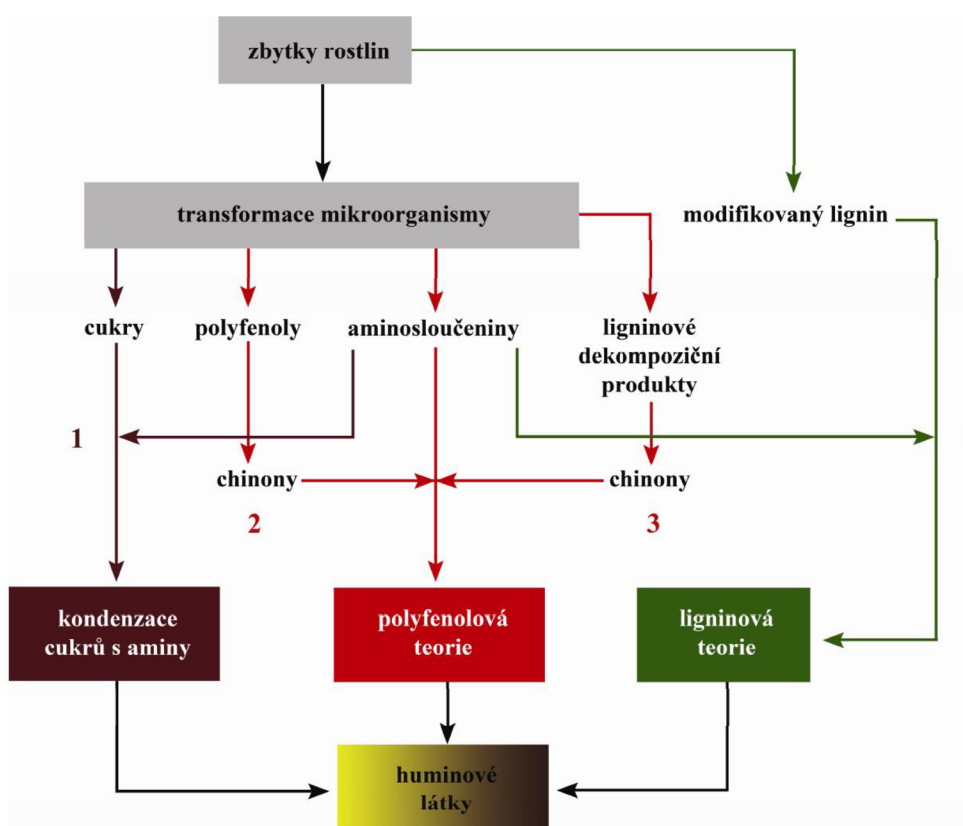 zbytky rostlin
transformace mikroorganismy
modifikovaný lignin
cukry
polyfenoly
aminosloučeniny
ligninové
dekompoziční
produkty
1
chinony
chinony
2
3
kondenzace
cukrů s aminy
polyfenolová
teorie
ligninová
teorie
huminové
látky